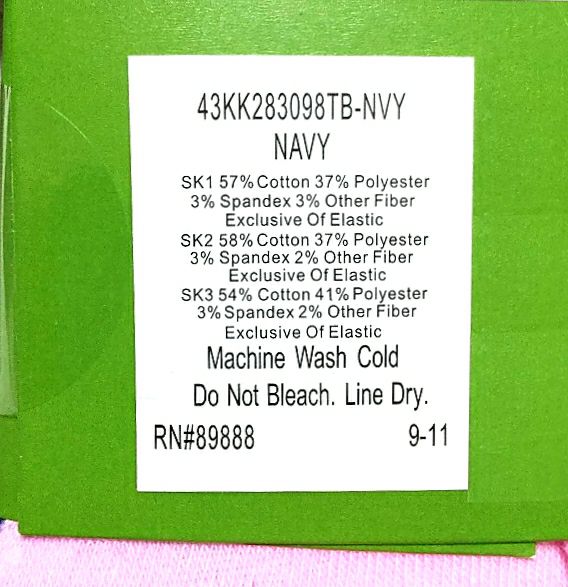 43KK283098TB-NVY
NAVY
SK1 57% Cotton 37% Polyester
3% Spandex 3% Other Fiber
Exclusive Of Elastic
SK2 58% Cotton 37% Polyester
3% Spandex 2% Other Fiber
Exclusive Of Elastic
SK3 54% Cotton 41% Polyester
3% Spandex 2% Other Fiber
Exclusive Of Elastic
Machine Wash Cold
Do Not Bleach. Line Dry.
RN#89888 9-11